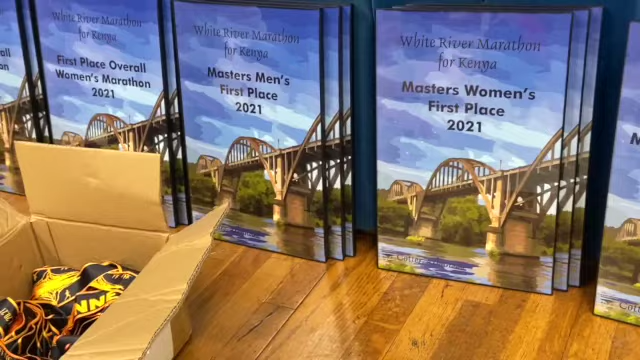 White River Marathon
for Kenya
First Place Overall
Women's Marathon
2021
White River Marathon
for Kenya
Masters Men's
First Place
2021
White River Marathon
for Kenya
Masters Women's
First Place
2021
Cotter